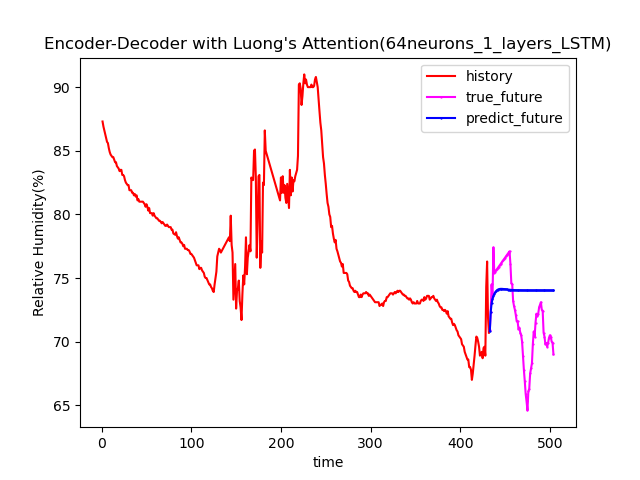 Encoder-Decoder with Luong's Attention(64neurons_1_layers_LSTM)
history
true_future
predict_future
Relative Humidity(%)
90
85
80
75
70
65
0 100 200 300 400 500
time